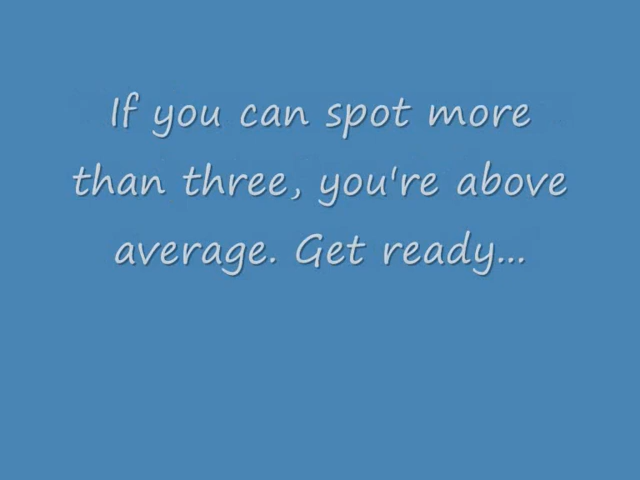 If you can spot more
than three, you're above
average. Get ready...